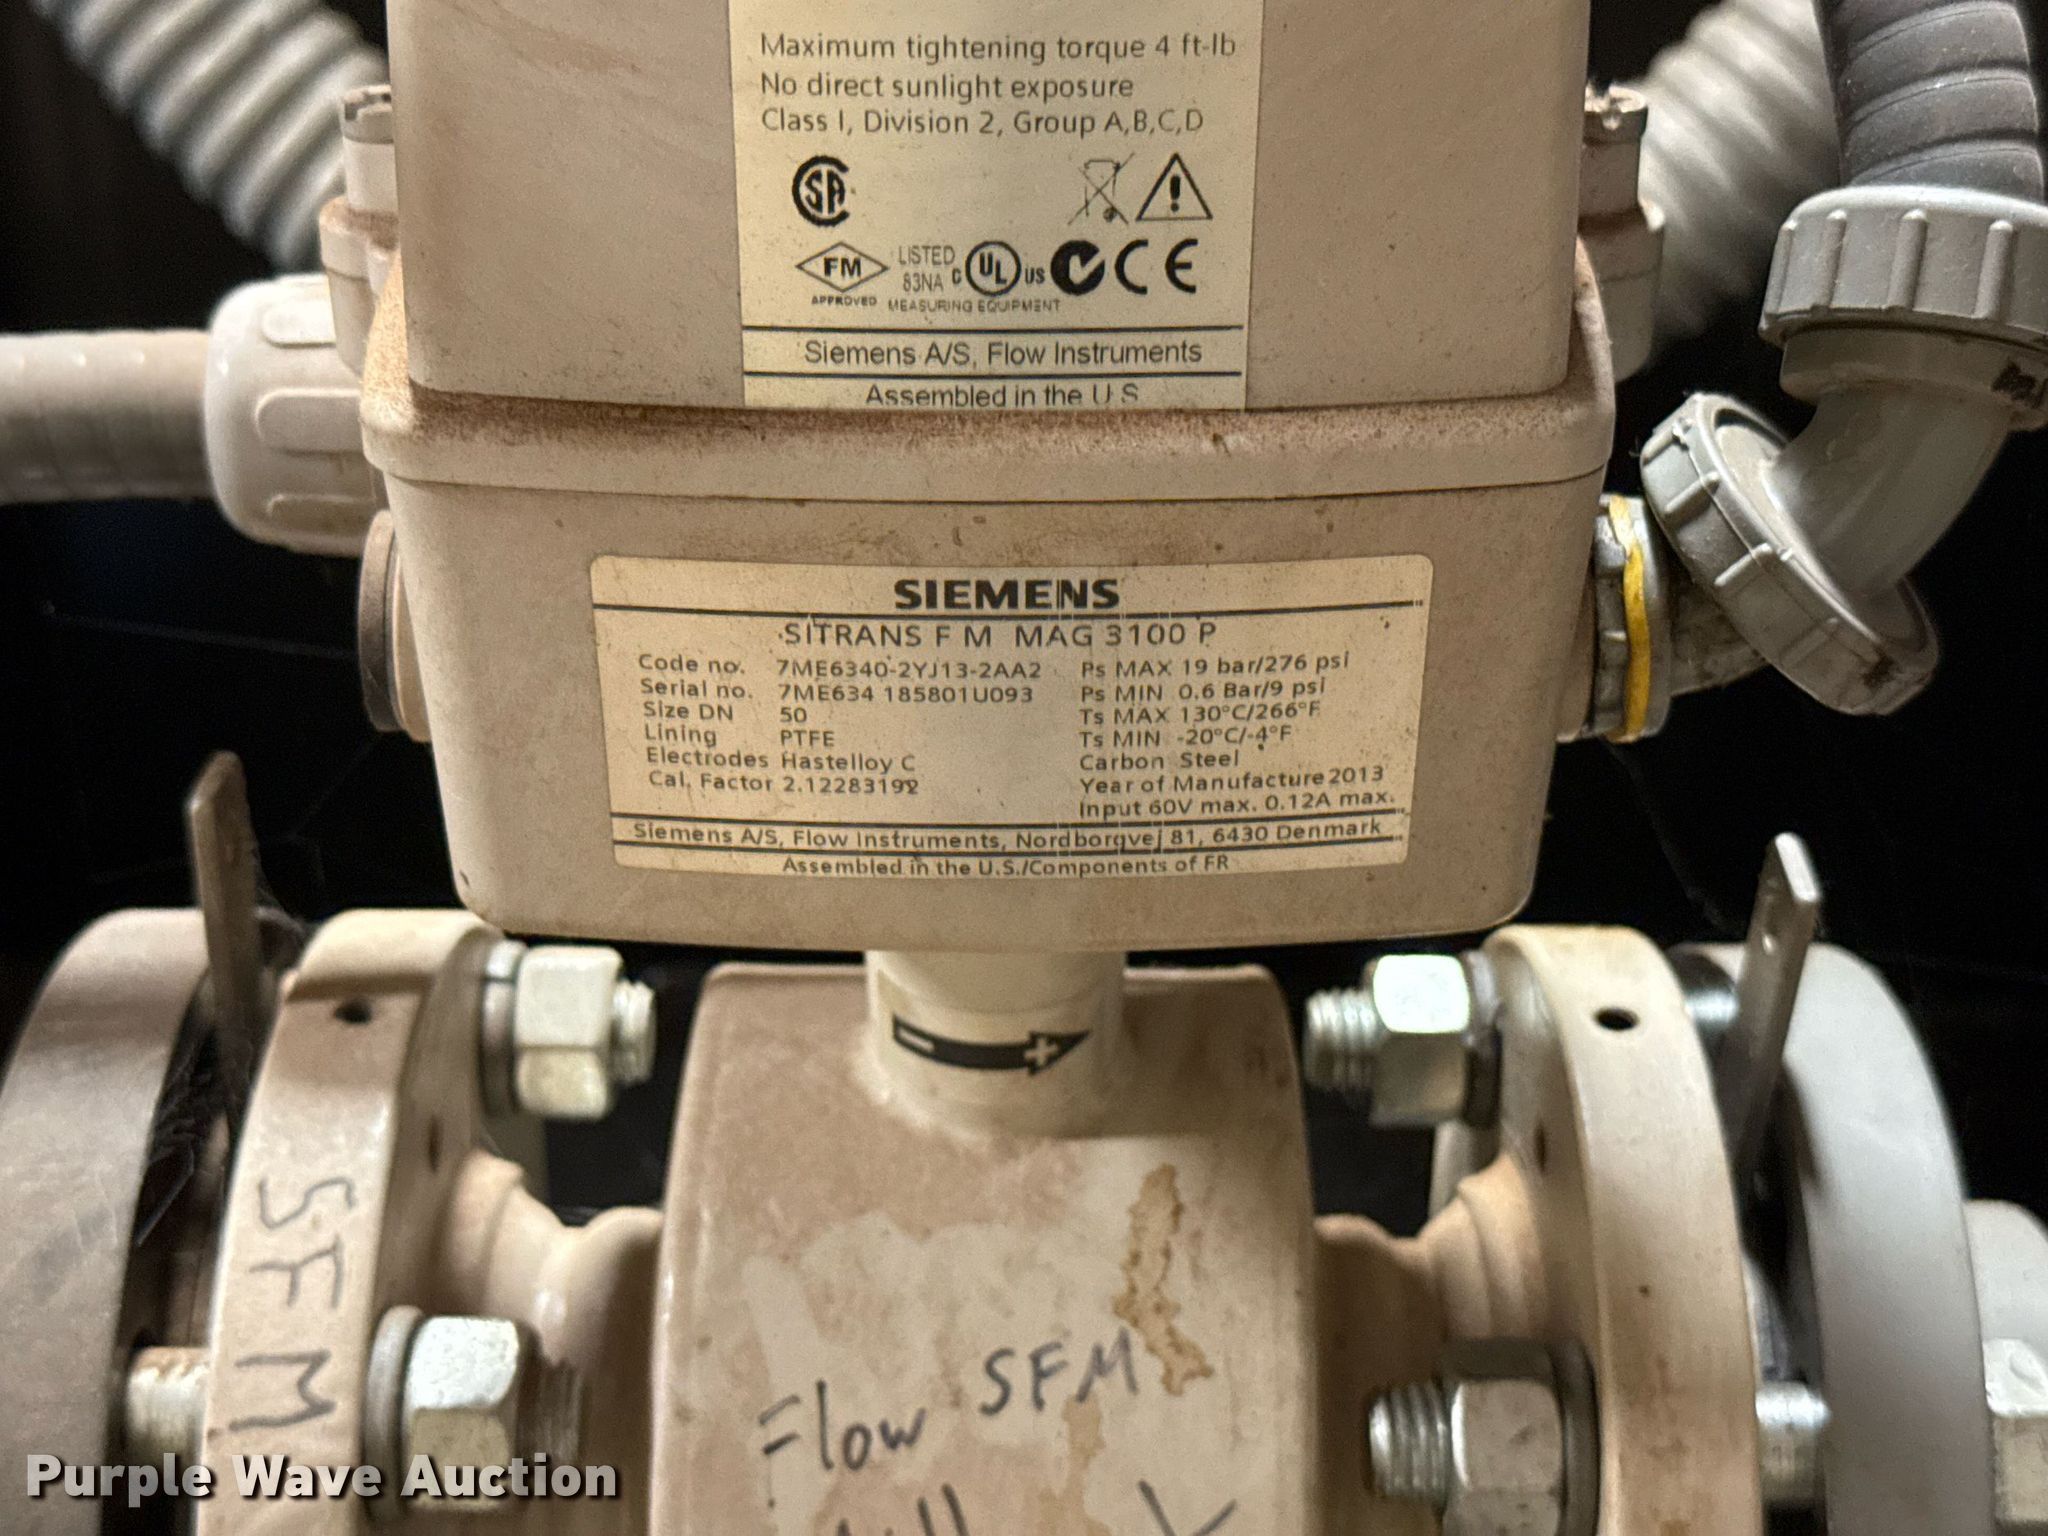 Maximum tightening torque 4 ft-lb
No direct sunlight exposure
Class I, Division 2, Group A,B,C,D
SA
FM
APPROVED
LISTED
83NA
C UL US
CE
MEASURING EQUIPMENT
Siemens A/S, Flow Instruments
Assembled in the U.S
SIEMENS
SITRANS F M MAG 3100 P
Code no. 7ME6340-2YJ13-2AA2
Serial no. 7ME634 185801U093
Size DN 50
Lining PTFE
Electrodes Hastelloy C
Cal. Factor 2.12283192
Ps MAX 19 bar/276 psi
Ps MIN 0.6 Bar/9 psi
Ts MAX 130°C/266°F
Ts MIN -20°C/-4°F
Carbon Steel
Year of Manufacture 2013
Input 60V max. 0.12A max.
Siemens A/S, Flow Instruments, Nordborgvej 81, 6430 Denmark
Assembled in the U.S./Components of FR
- +
SFM
Flow SFM
Purple Wave Auction